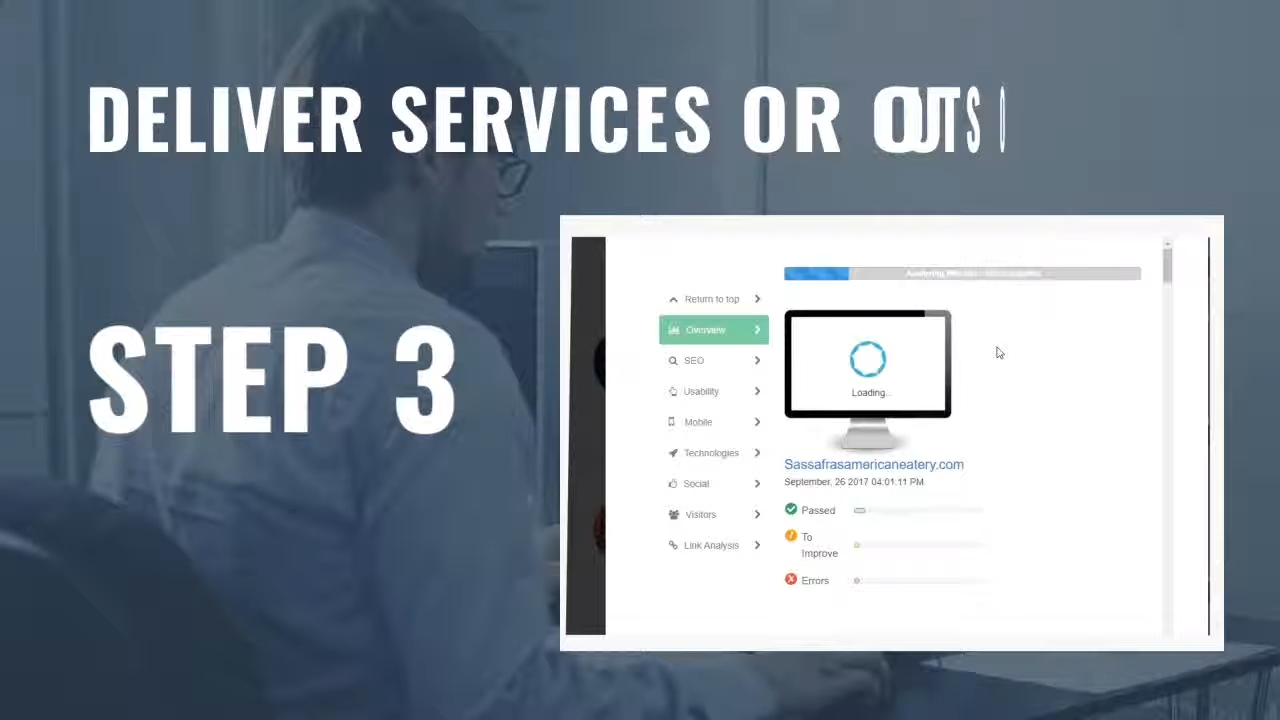 DELIVER SERVICES OR
STEP 3
Return to top
Overview
SEO
Usability
Mobile
Technologies
Social
Visitors
Link Analysis
Loading...
Sassafrasamericaneatery.com
September, 26 2017 04:01:11 PM
Passed
To
Improve
Errors